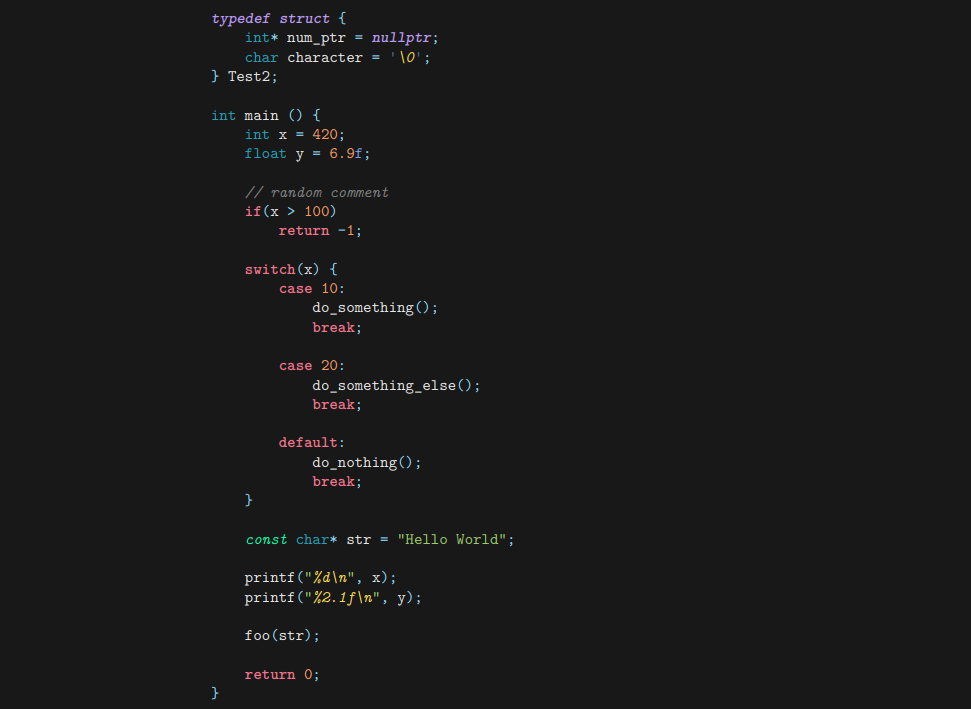 typedef struct {
    int* num_ptr = nullptr;
    char character = '\0';
} Test2;

int main () {
    int x = 420;
    float y = 6.9f;

    // random comment
    if(x > 100)
        return -1;

    switch(x) {
        case 10:
            do_something();
            break;

        case 20:
            do_something_else();
            break;

        default:
            do_nothing();
            break;
    }

    const char* str = "Hello World";

    printf("%d\n", x);
    printf("%2.1f\n", y);

    foo(str);

    return 0;
}